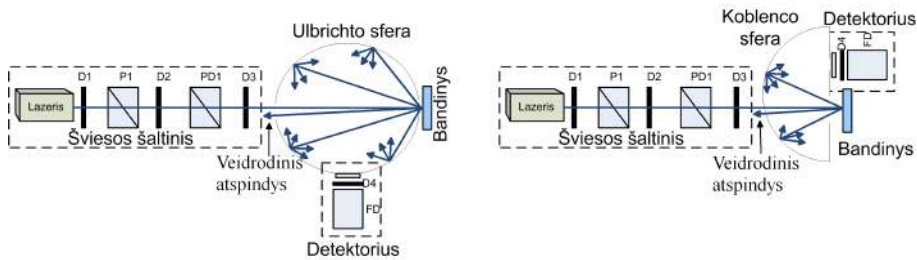 Ulbrichto sfera
D1
P1
D2
PD1
D3
Lazeris
Šviesos šaltinis
Bandinys
Veidrodinis
atspindys
D4
FD
Detektorius
Koblenco
sfera
Detektorius
D4
FD
D1
P1
D2
PD1
D3
Lazeris
Šviesos šaltinis
Veidrodinis
atspindys
Bandinys